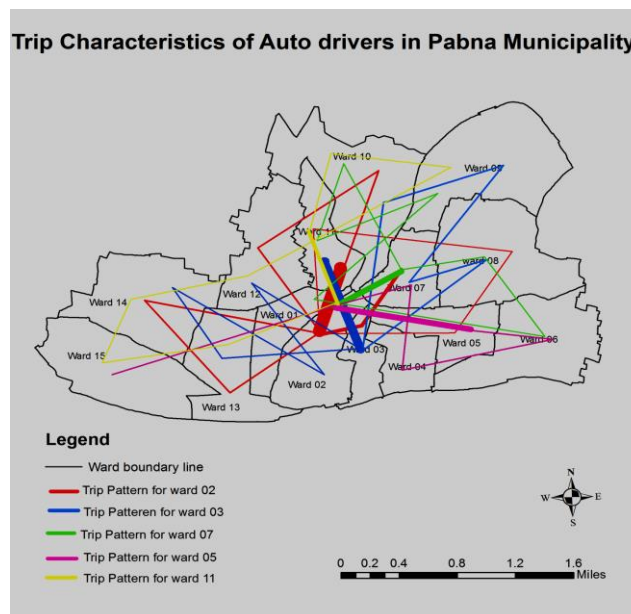 Trip Characteristics of Auto drivers in Pabna Municipality
Ward 10
Ward 09
Ward 11
ward 08
Ward 07
Ward 12
Ward 14
Ward 01
Ward 15
Ward 03
Ward 05
Ward 06
Ward 04
Ward 02
Ward 13
Legend
Ward boundary line
Trip Pattern for ward 02
Trip Patteren for ward 03
Trip Pattern for ward 07
Trip Pattern for ward 05
Trip Pattern for ward 11
N
W E
S
0 0.2 0.4 0.8 1.2 1.6
Miles